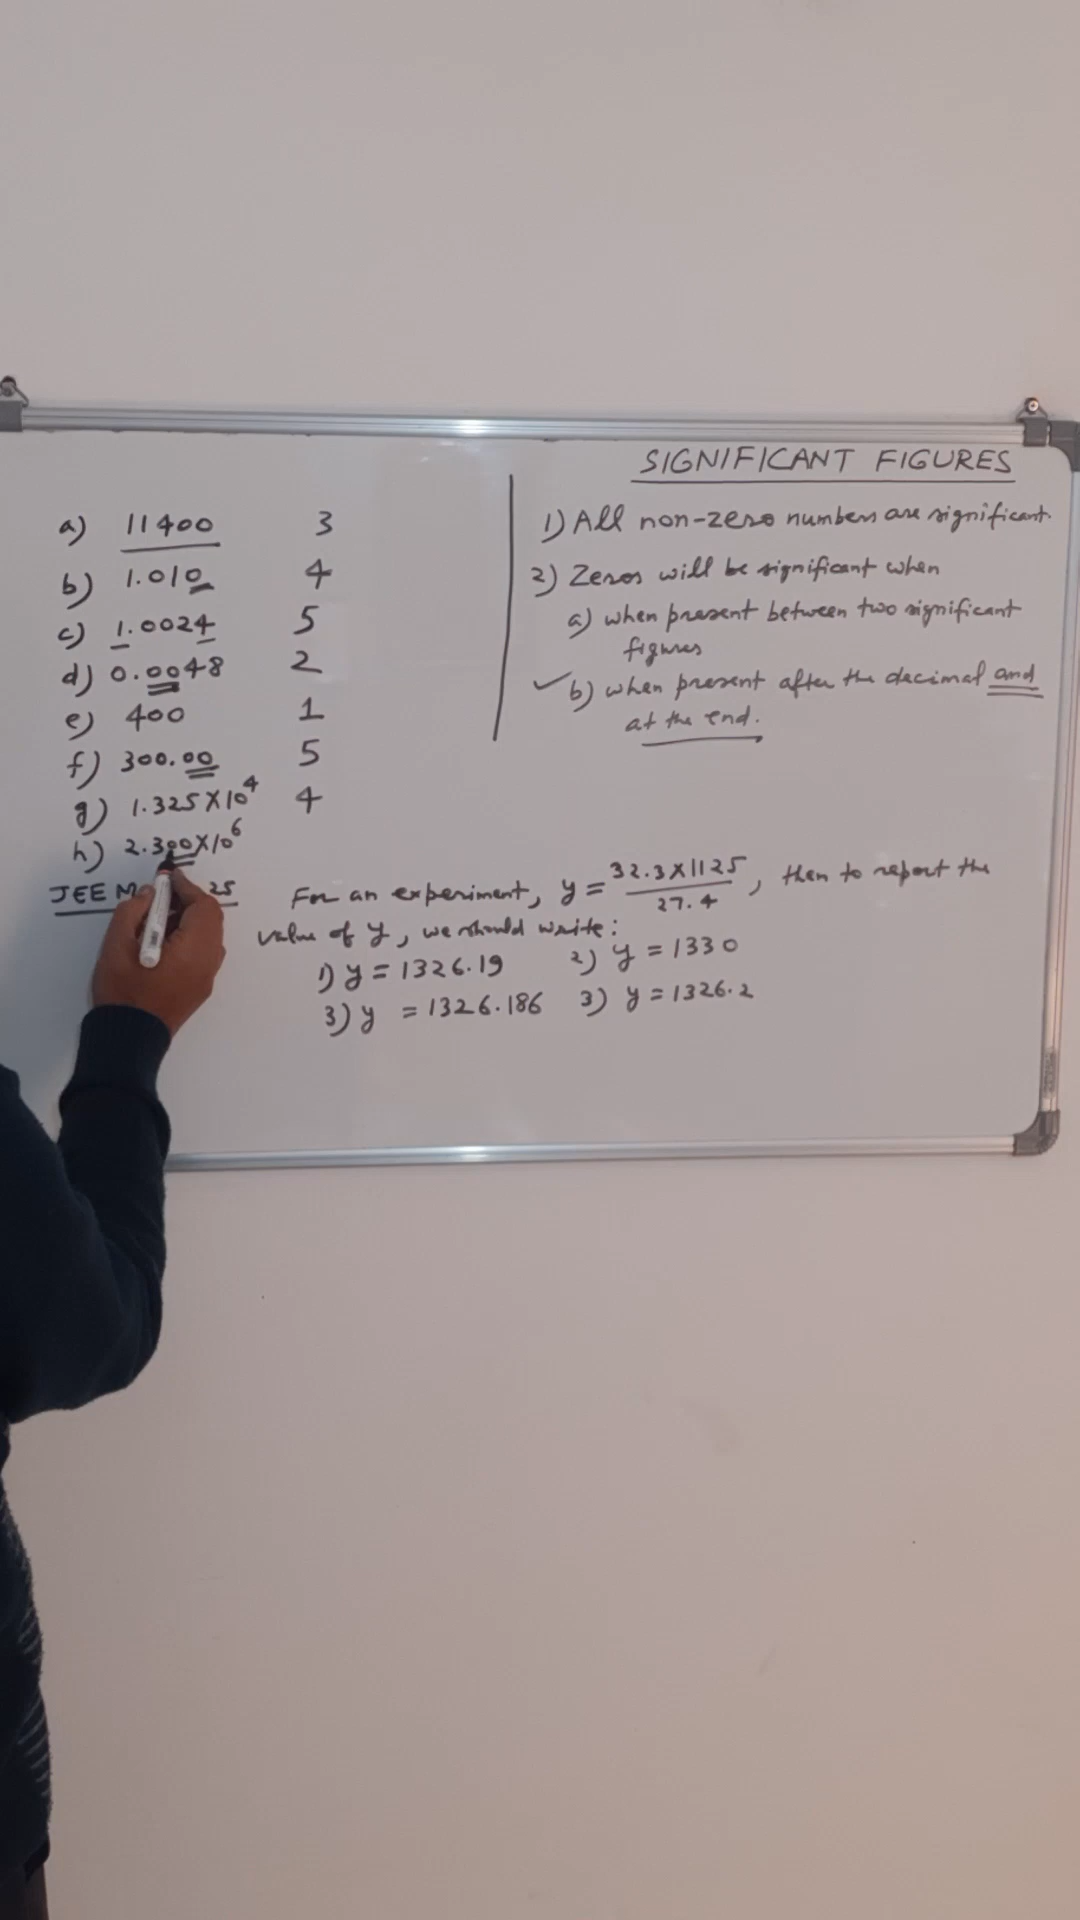 SIGNIFICANT FIGURES
a) 11400 3
b) 1.010 4
c) 1.0024 5
d) 0.0048 2
e) 400 1
f) 300.00 5
g) 1.325×10⁴ 4
h) 2.300×10⁶
1) All non-zero numbers are significant.
2) Zeros will be significant when
a) when present between two significant
figures
✓ b) when present after the decimal and
at the end.
JEE M 25 For an experiment, y = 32.3×1125 / 27.4, then to report the
value of y, we should write:
1) y = 1326.19 2) y = 1330
3) y = 1326.186 3) y = 1326.2